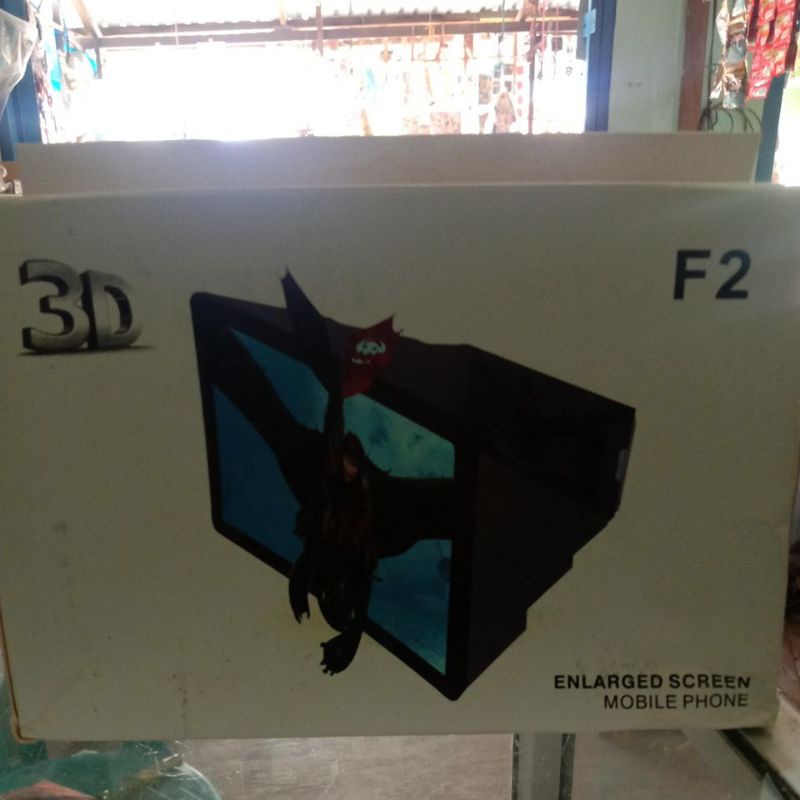 3D
F2
ENLARGED SCREEN
MOBILE PHONE